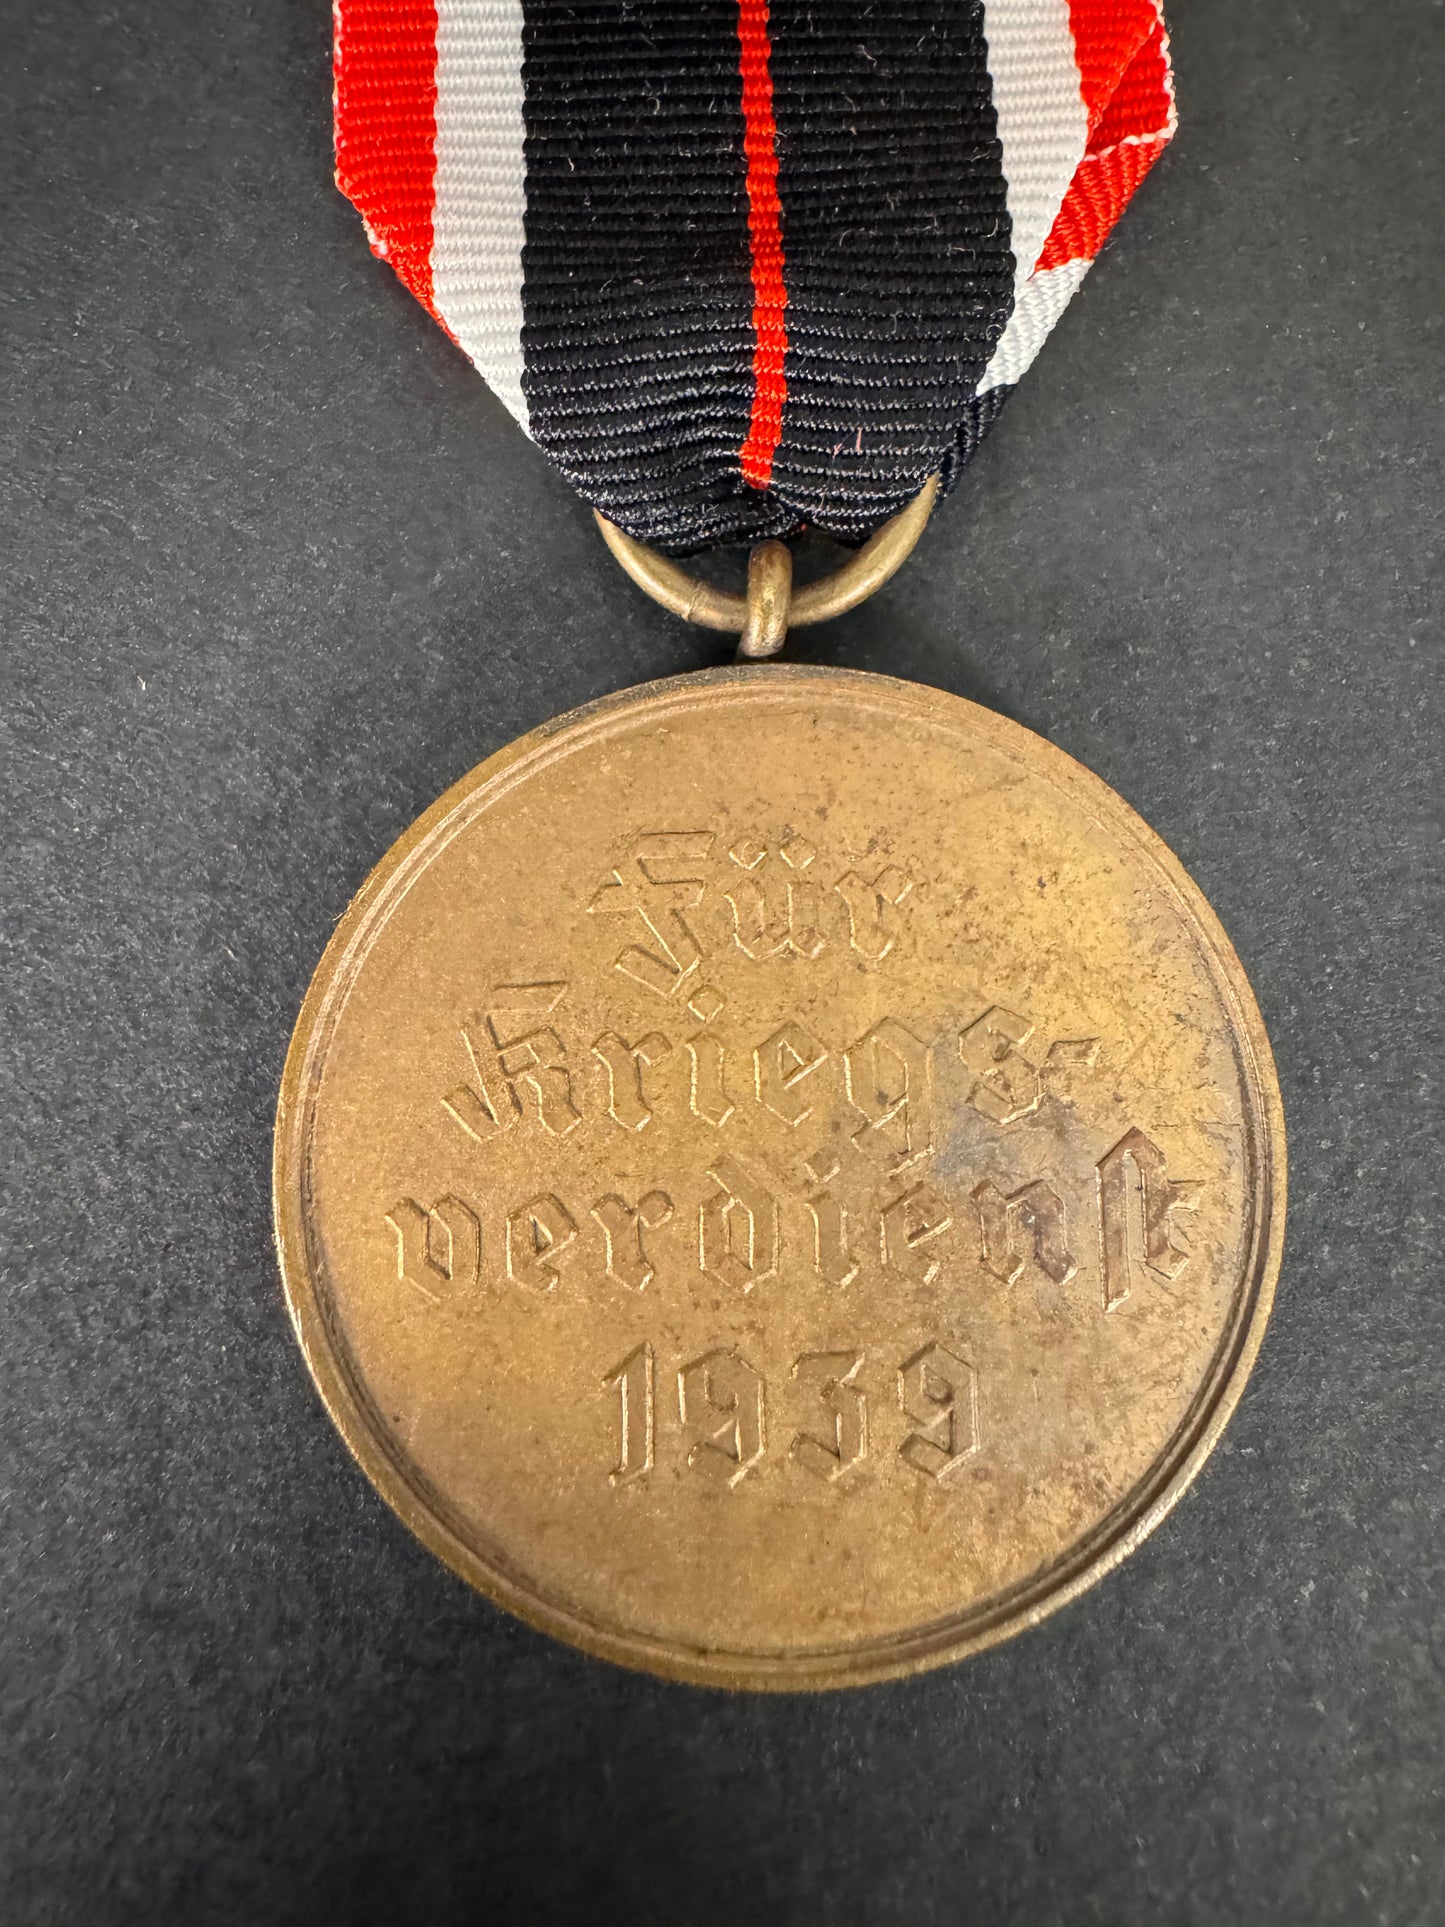 Für
Kriegs-
verdienst
1939